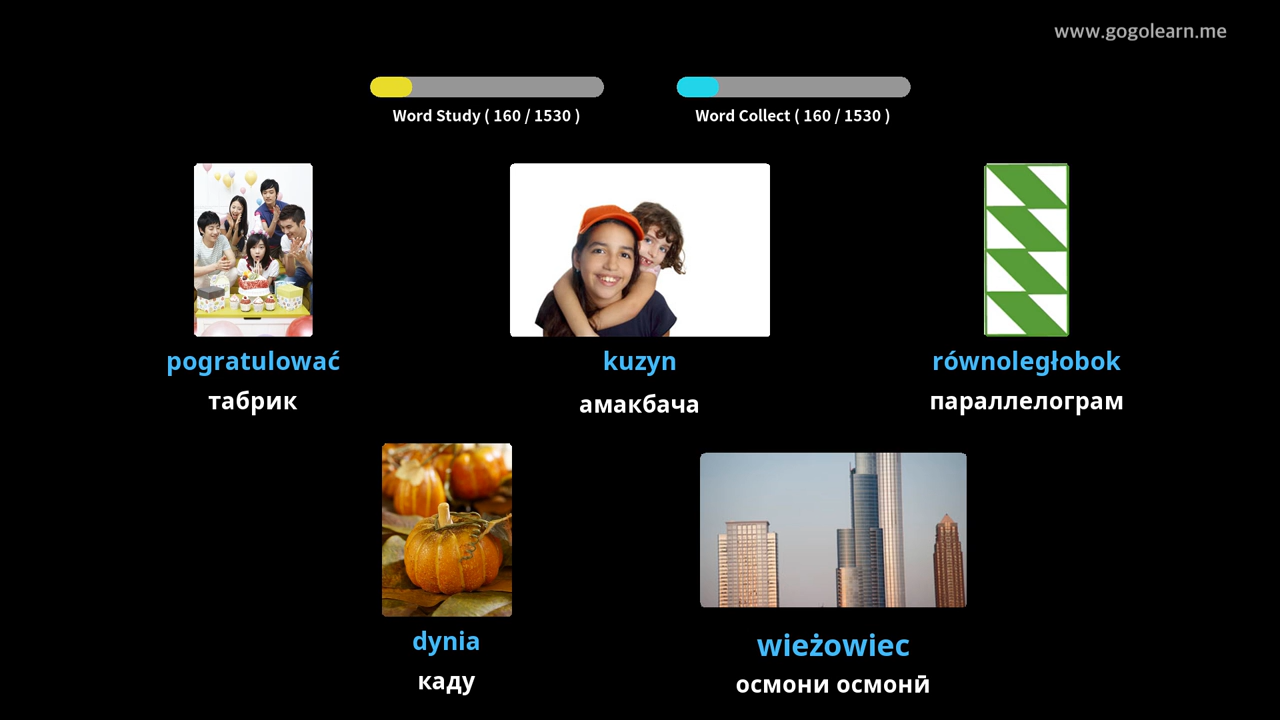 www.gogolearn.me
Word Study ( 160 / 1530 )
Word Collect ( 160 / 1530 )
pogratulować
табрик
kuzyn
амакбача
równoległobok
параллелограм
dynia
каду
wieżowiec
осмони осмонӣ